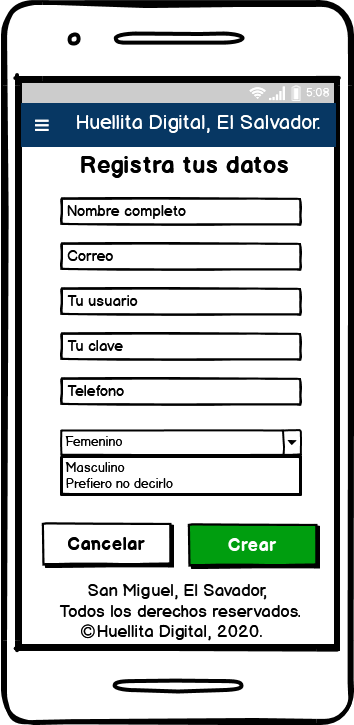 5:08
Huellita Digital, El Salvador.
Registra tus datos
Nombre completo
Correo
Tu usuario
Tu clave
Telefono
Femenino
Masculino
Prefiero no decirlo
Cancelar
Crear
San Miguel, El Savador,
Todos los derechos reservados.
©Huellita Digital, 2020.